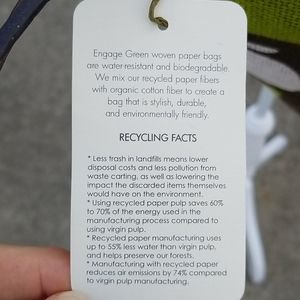 Engage Green woven paper bags
are water-resistant and biodegradable.
We mix our recycled paper fibers
with organic cotton fiber to create a
bag that is stylish, durable,
and environmentally friendly.
RECYCLING FACTS
* Less trash in landfills means lower
disposal costs and less pollution from
waste carting, as well as lowering the
impact the discarded items themselves
would have on the environment.
* Using recycled paper pulp saves 60%
to 70% of the energy used in the
manufacturing process compared to
using virgin pulp.
* Recycled paper manufacturing uses
up to 55% less water than virgin pulp,
and helps preserve our forests.
* Manufacturing with recycled paper
reduces air emissions by 74% compared
to virgin pulp manufacturing.